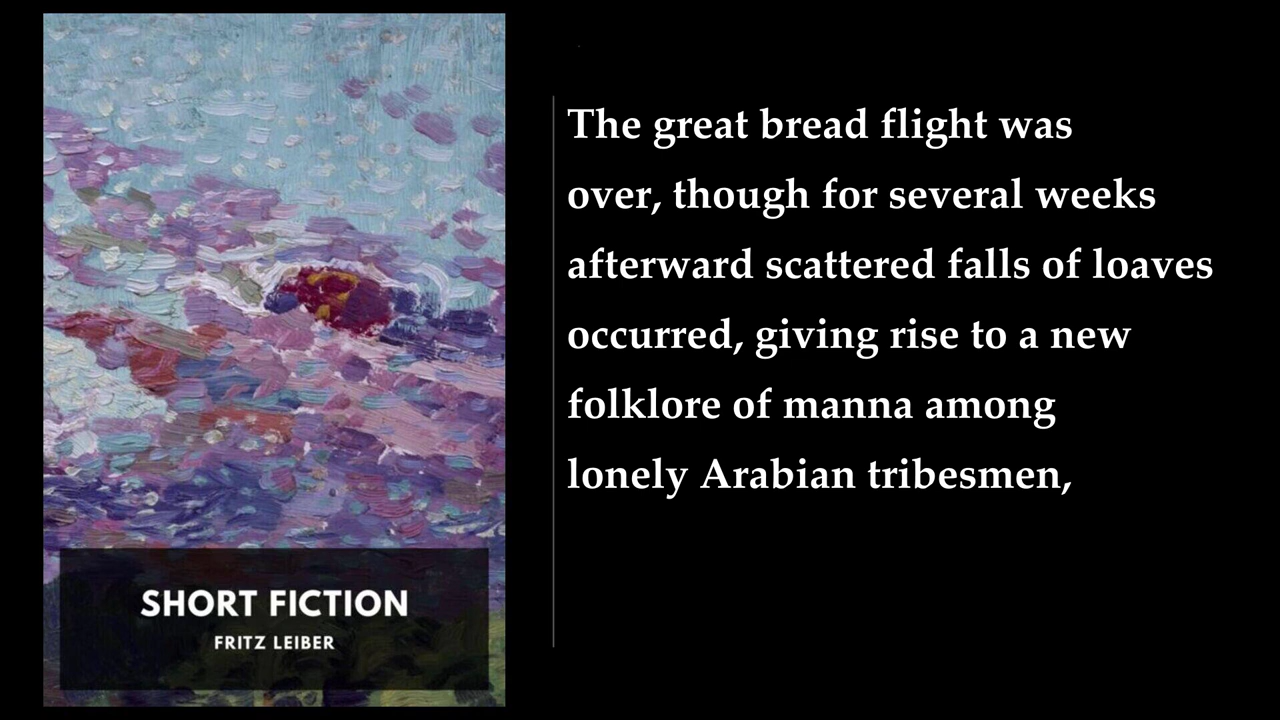 SHORT FICTION
FRITZ LEIBER
The great bread flight was
over, though for several weeks
afterward scattered falls of loaves
occurred, giving rise to a new
folklore of manna among
lonely Arabian tribesmen,